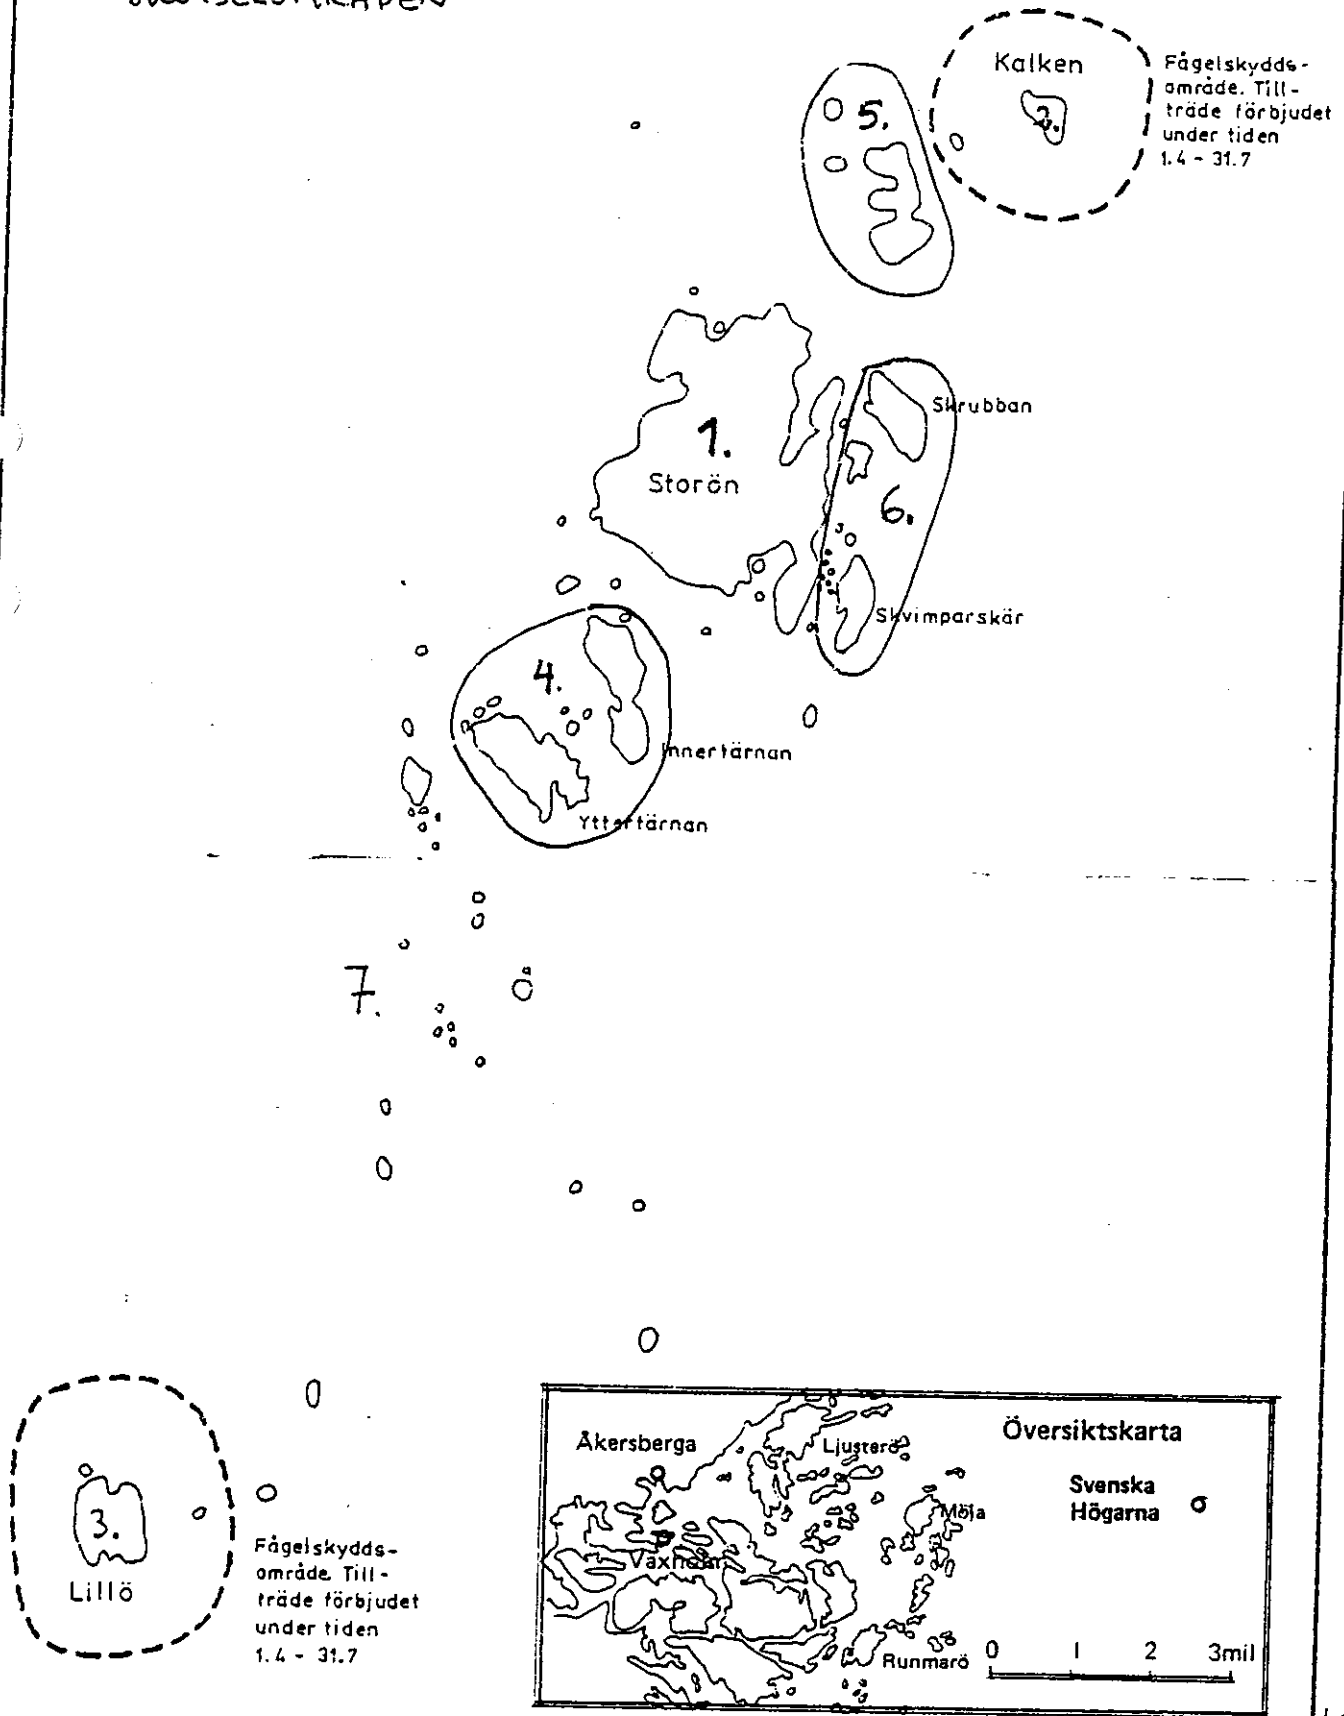 Kalken
Fågelskydds-
område. Till-
träde förbjudet
under tiden
1.4 - 31.7
2.
5.
Skrubban
1.
Storön
6.
Skvimparskär
4.
Innertärnan
Yttertärnan
7.
3.
Lillö
Fågelskydds-
område. Till-
träde förbjudet
under tiden
1.4 - 31.7
Översiktskarta
Åkersberga
Ljusterö
Svenska
Högarna
Möja
Vaxholm
Runmarö
0 1 2 3mil